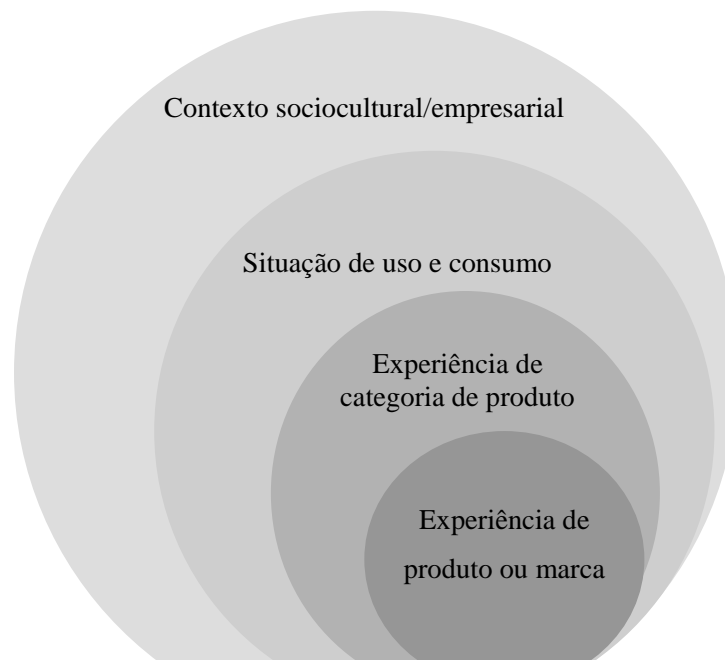 Contexto sociocultural/empresarial
Situação de uso e consumo
Experiência de
categoria de produto
Experiência de
produto ou marca